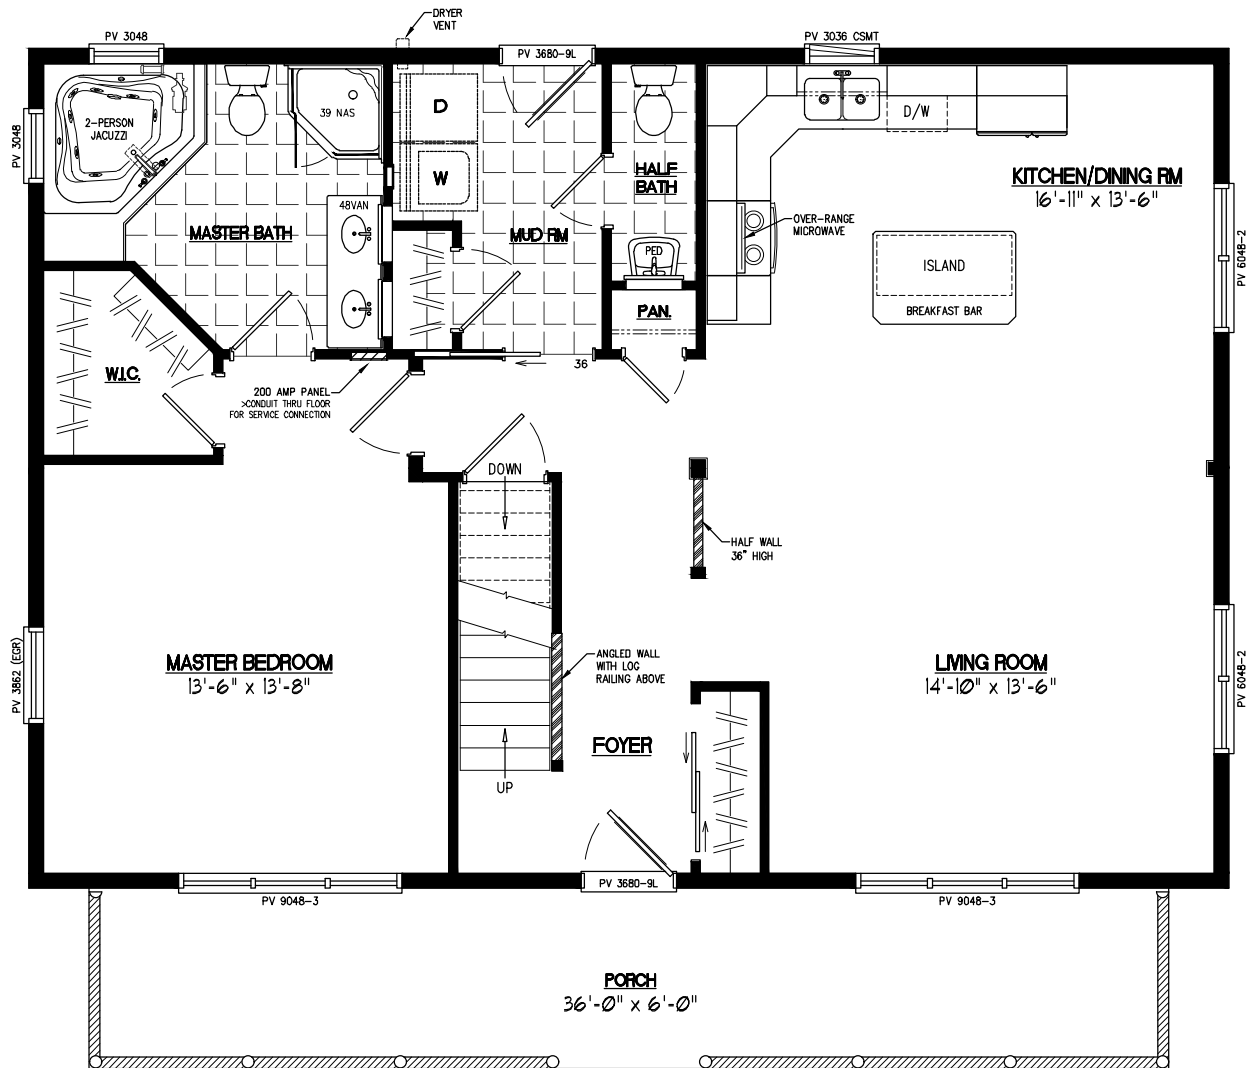 DRYER
VENT
PV 3048
PV 3680-9L
PV 3036 CSMT
2-PERSON
JACUZZI
39 NAS
D
D/W
PV 3048
W
HALF
BATH
KITCHEN/DINING RM
16'-11" x 13'-6"
48VAN
OVER-RANGE
MICROWAVE
MASTER BATH
MUD RM
PED
ISLAND
PV 6048-2
BREAKFAST BAR
PAN.
W.I.C.
36
200 AMP PANEL
>CONDUIT THRU FLOOR
FOR SERVICE CONNECTION
DOWN
HALF WALL
36" HIGH
ANGLED WALL
WITH LOG
RAILING ABOVE
MASTER BEDROOM
13'-6" x 13'-8"
LIVING ROOM
14'-10" x 13'-6"
PV 3862 (EGR)
PV 6048-2
FOYER
UP
PV 3680-9L
PV 9048-3
PV 9048-3
PORCH
36'-0" x 6'-0"